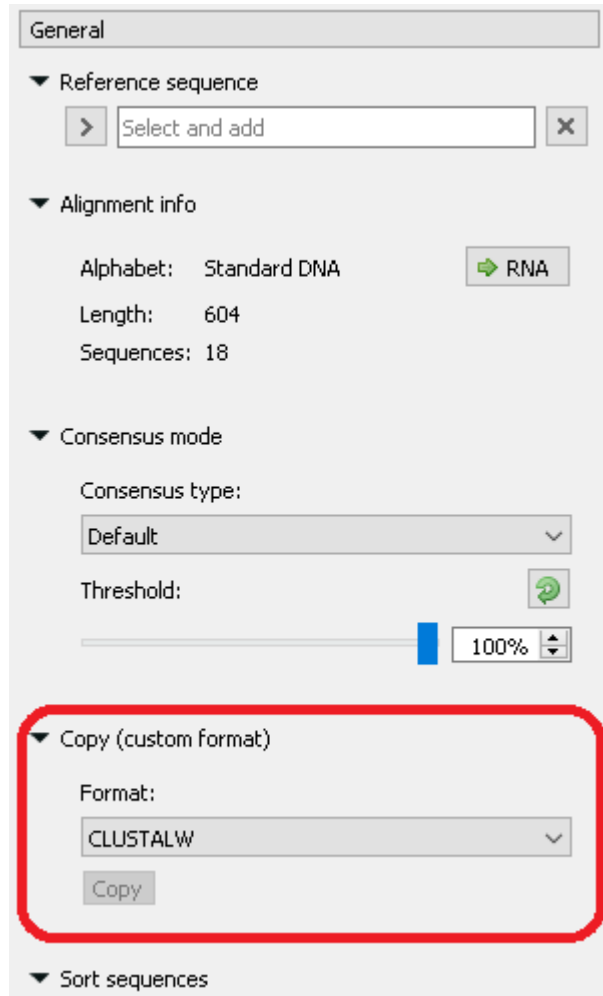 General
Reference sequence
Select and add
Alignment info
Alphabet: Standard DNA RNA
Length: 604
Sequences: 18
Consensus mode
Consensus type:
Default
Threshold:
100%
Copy (custom format)
Format:
CLUSTALW
Copy
Sort sequences